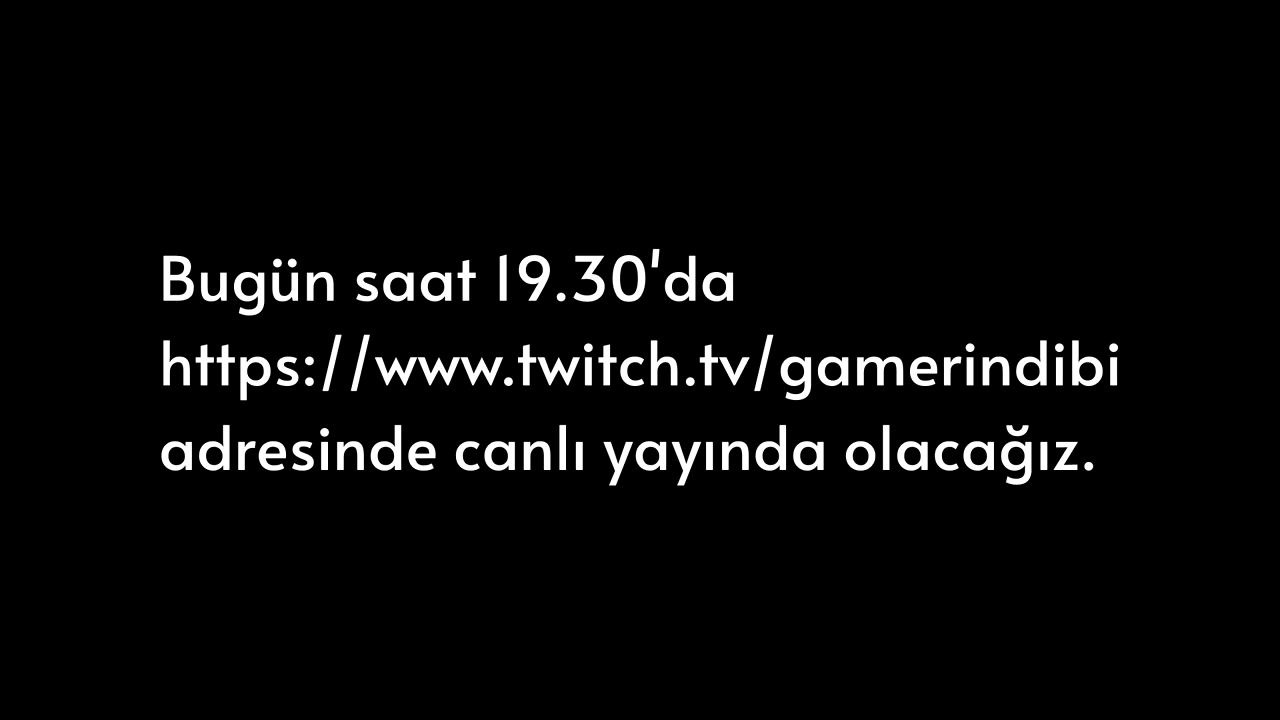 Bugün saat 19.30'da
https://www.twitch.tv/gamerindibi
adresinde canlı yayında olacağız.